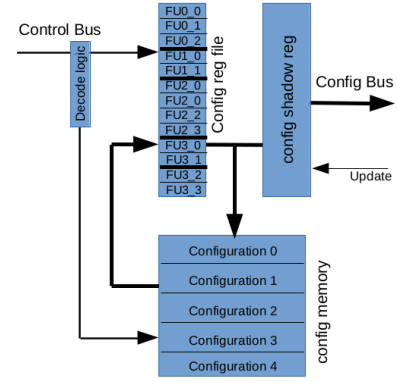 Control Bus
Decode logic
FU0_0
FU0_1
FU0_2
FU1_0
FU1_1
FU2_0
FU2_0
FU2_2
FU2_3
FU3_0
FU3_1
FU3_2
FU3_3
Config reg file
config shadow reg
Config Bus
Update
Configuration 0
Configuration 1
Configuration 2
Configuration 3
Configuration 4
config memory